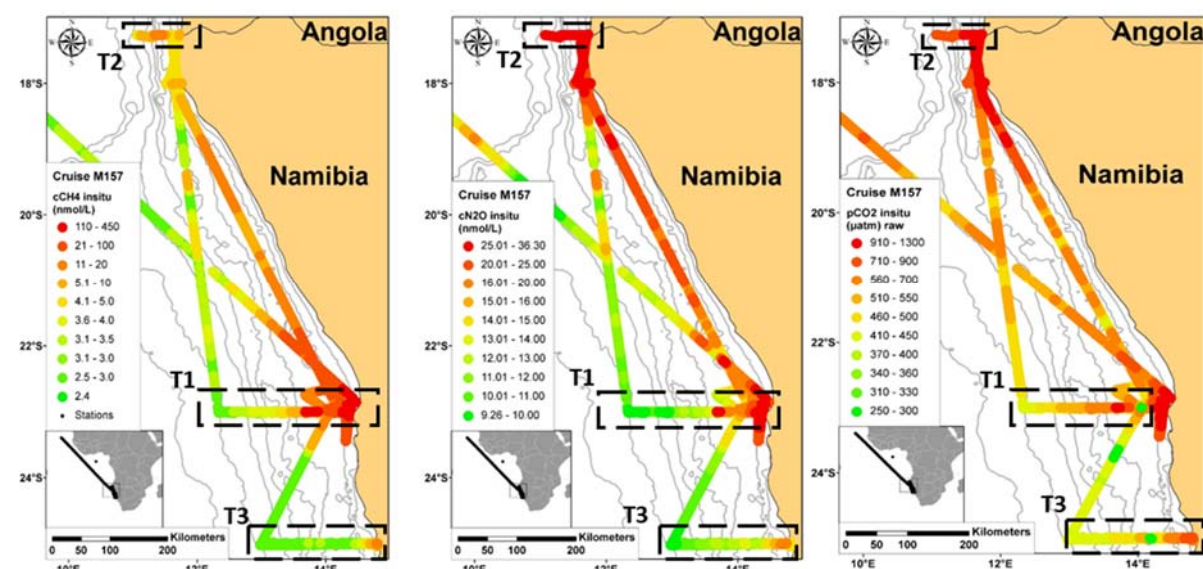 Angola
T2
18°S
Namibia
Cruise M157
cCH4 insitu
(nmol/L)
110 - 450
21 - 100
11 - 20
5.1 - 10
4.1 - 5.0
3.6 - 4.0
3.1 - 3.5
3.1 - 3.0
2.5 - 3.0
2.4
Stations
20°S
22°S
T1
24°S
T3
Kilometers
0 50 100 200
10°E
12°E
14°E
Angola
T2
18°S
Namibia
Cruise M157
cN2O insitu
(nmol/L)
25.01 - 36.30
20.01 - 25.00
16.01 - 20.00
15.01 - 16.00
14.01 - 15.00
13.01 - 14.00
12.01 - 13.00
11.01 - 12.00
10.01 - 11.00
9.26 - 10.00
20°S
22°S
T1
24°S
T3
Kilometers
0 50 100 200
10°E
12°E
14°E
Angola
T2
18°S
Namibia
Cruise M157
pCO2 insitu
(µatm) raw
910 - 1300
710 - 900
560 - 700
510 - 550
460 - 500
410 - 450
370 - 400
340 - 360
310 - 330
250 - 300
20°S
22°S
T1
24°S
T3
Kilometers
0 50 100 200
10°E
12°E
14°E